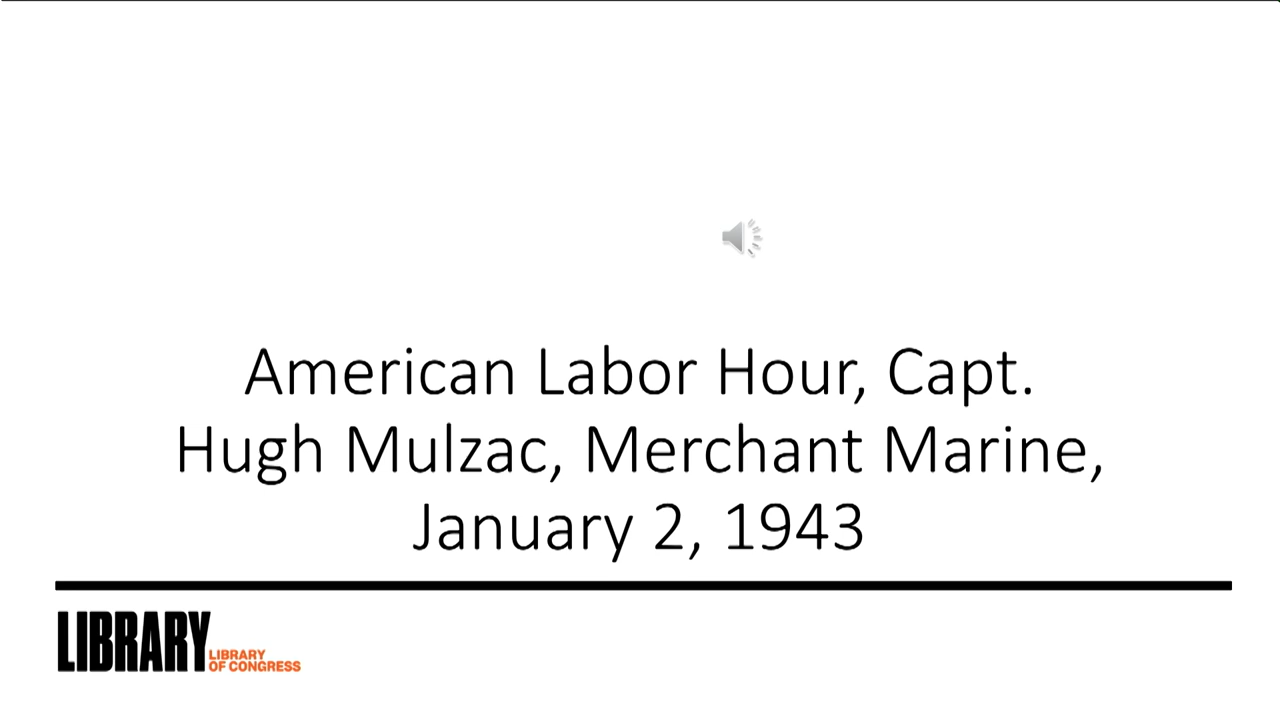 American Labor Hour, Capt.
Hugh Mulzac, Merchant Marine,
January 2, 1943
LIBRARY
LIBRARY
OF CONGRESS